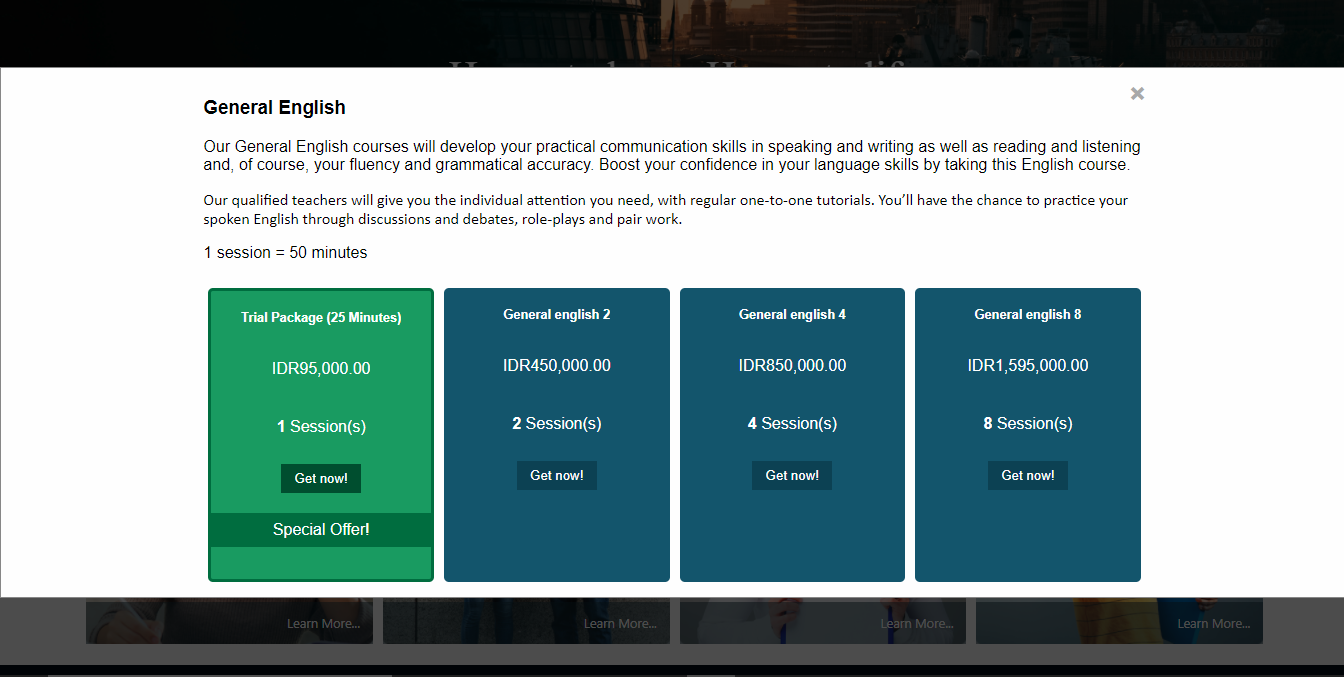 General English
Our General English courses will develop your practical communication skills in speaking and writing as well as reading and listening
and, of course, your fluency and grammatical accuracy. Boost your confidence in your language skills by taking this English course.
Our qualified teachers will give you the individual attention you need, with regular one-to-one tutorials. You’ll have the chance to practice your
spoken English through discussions and debates, role-plays and pair work.
1 session = 50 minutes
Trial Package (25 Minutes)
IDR95,000.00
1 Session(s)
Get now!
Special Offer!
General english 2
IDR450,000.00
2 Session(s)
Get now!
General english 4
IDR850,000.00
4 Session(s)
Get now!
General english 8
IDR1,595,000.00
8 Session(s)
Get now!
Learn More...
Learn More...
Learn More...
Learn More...